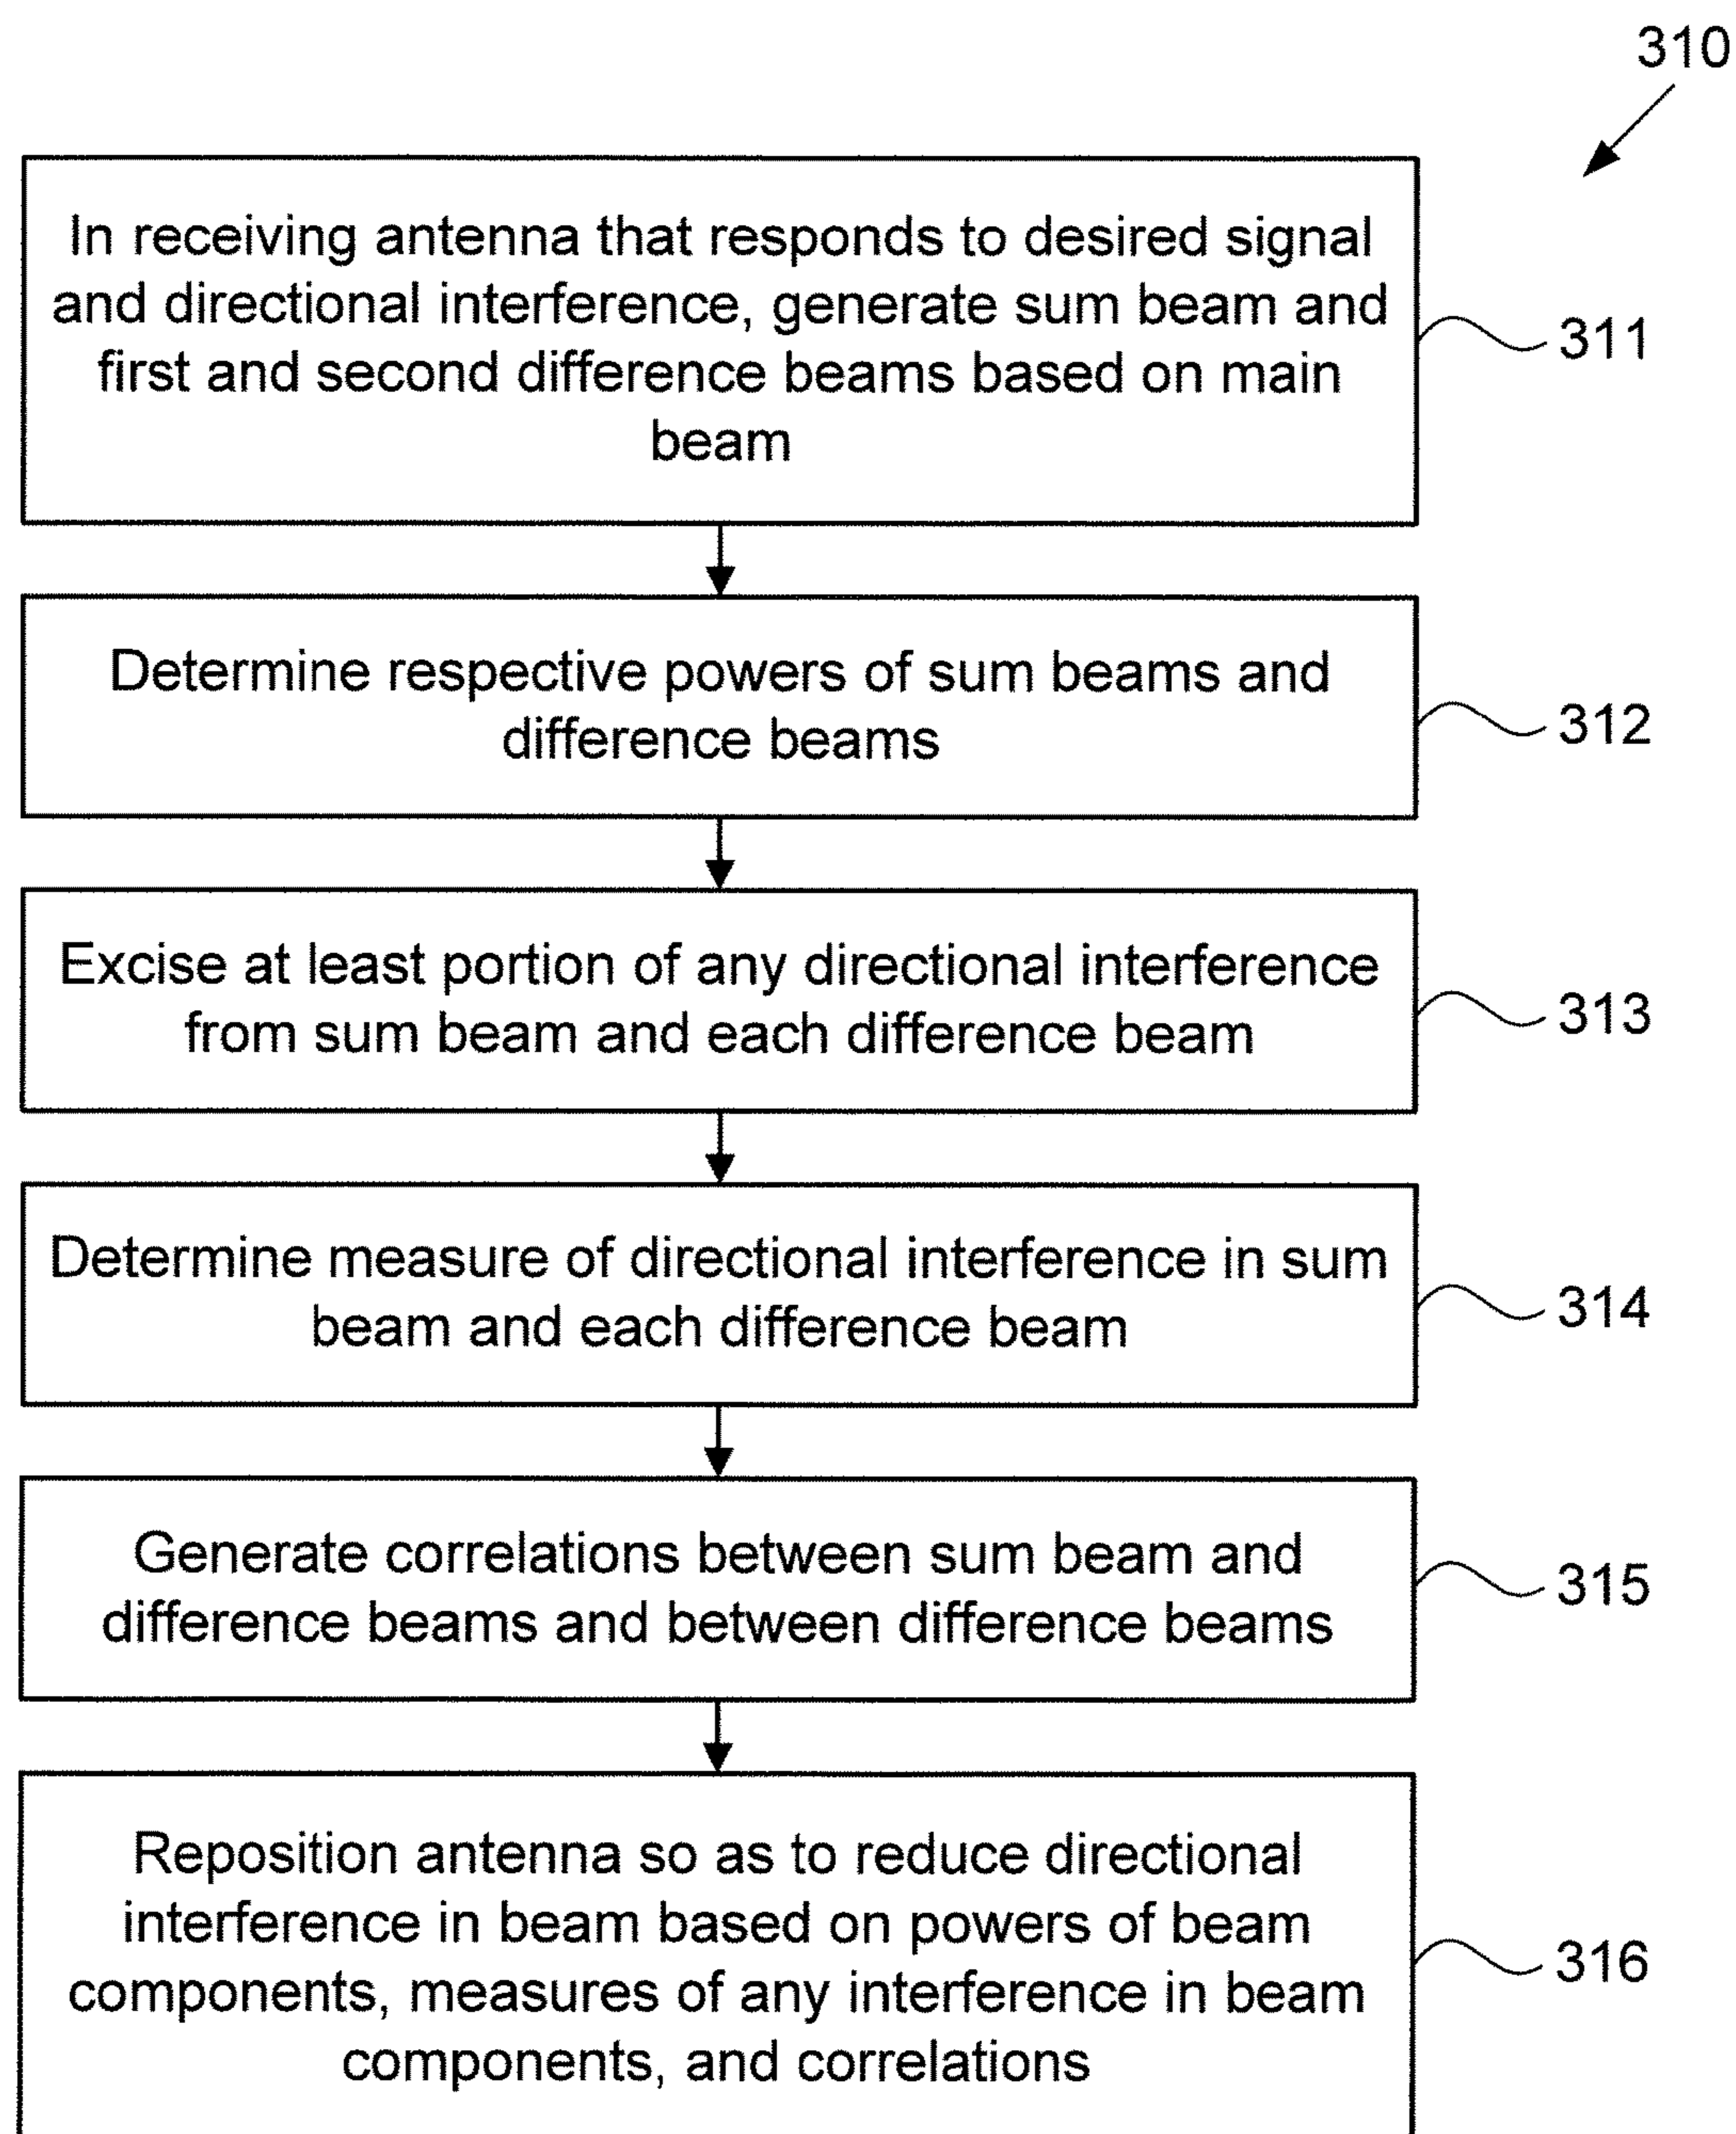 310
In receiving antenna that responds to desired signal
and directional interference, generate sum beam and
first and second difference beams based on main
beam
311
Determine respective powers of sum beams and
difference beams
312
Excise at least portion of any directional interference
from sum beam and each difference beam
313
Determine measure of directional interference in sum
beam and each difference beam
314
Generate correlations between sum beam and
difference beams and between difference beams
315
Reposition antenna so as to reduce directional
interference in beam based on powers of beam
components, measures of any interference in beam
components, and correlations
316